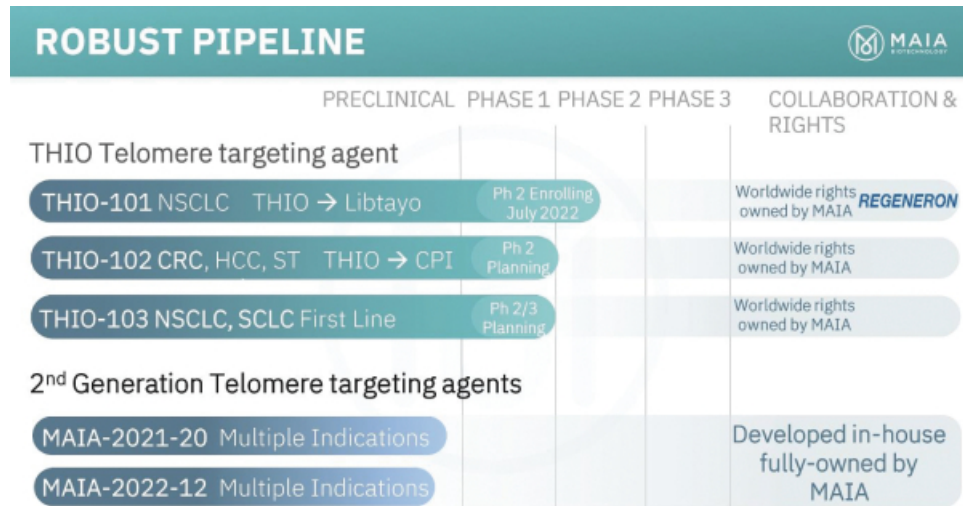 ROBUST PIPELINE
MAIA
BIOTECHNOLOGY
PRECLINICAL PHASE 1 PHASE 2 PHASE 3 COLLABORATION &
RIGHTS
THIO Telomere targeting agent
THIO-101 NSCLC THIO → Libtayo
Ph 2 Enrolling
July 2022
Worldwide rights
owned by MAIA
REGENERON
THIO-102 CRC, HCC, ST THIO → CPI
Ph 2
Planning
Worldwide rights
owned by MAIA
THIO-103 NSCLC, SCLC First Line
Ph 2/3
Planning
Worldwide rights
owned by MAIA
2nd Generation Telomere targeting agents
MAIA-2021-20 Multiple Indications
MAIA-2022-12 Multiple Indications
Developed in-house
fully-owned by
MAIA